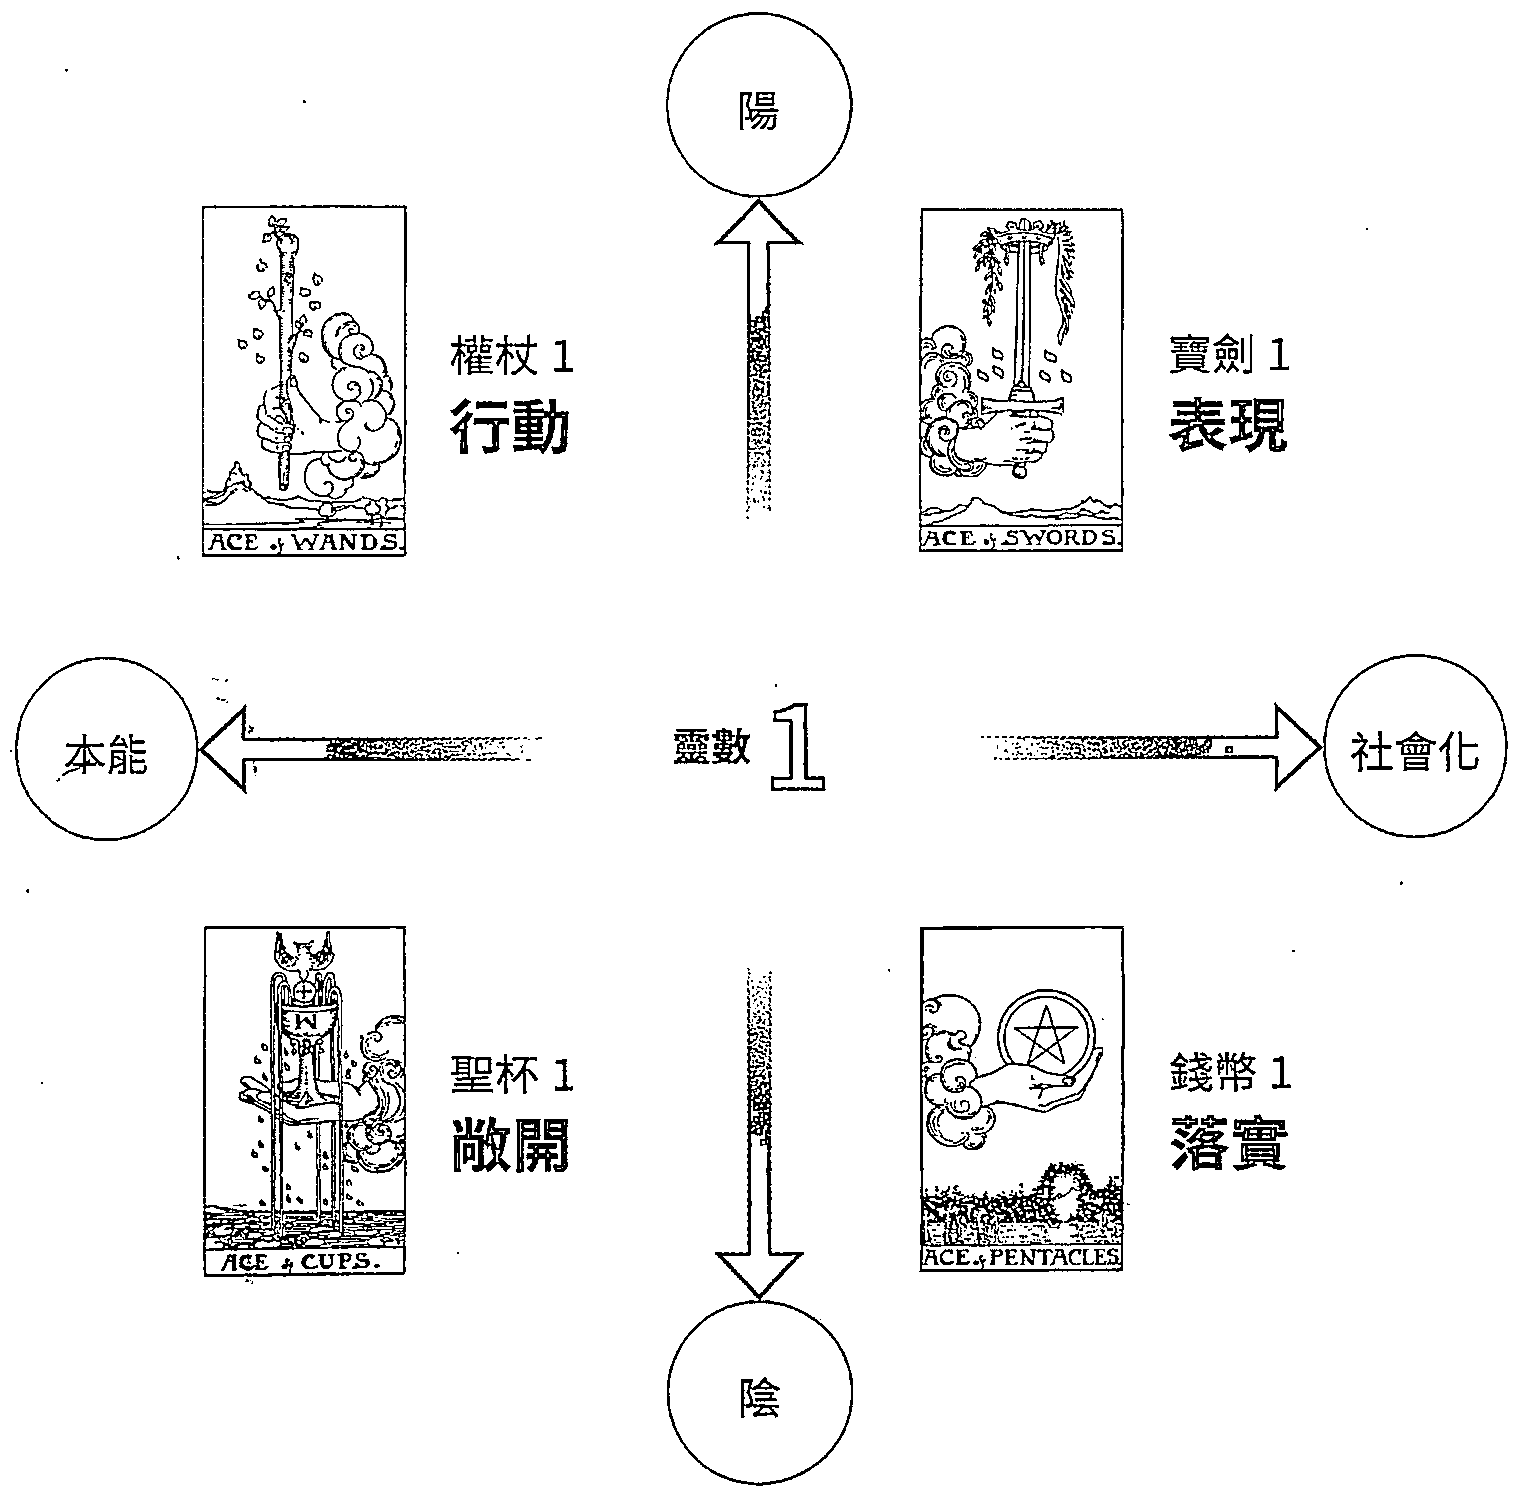 陽
權杖 1
行動
ACE of WANDS.
寶劍 1
表現
ACE of SWORDS.
本能
靈數 1
社會化
聖杯 1
敞開
ACE of CUPS.
錢幣 1
落實
ACE of PENTACLES
陰